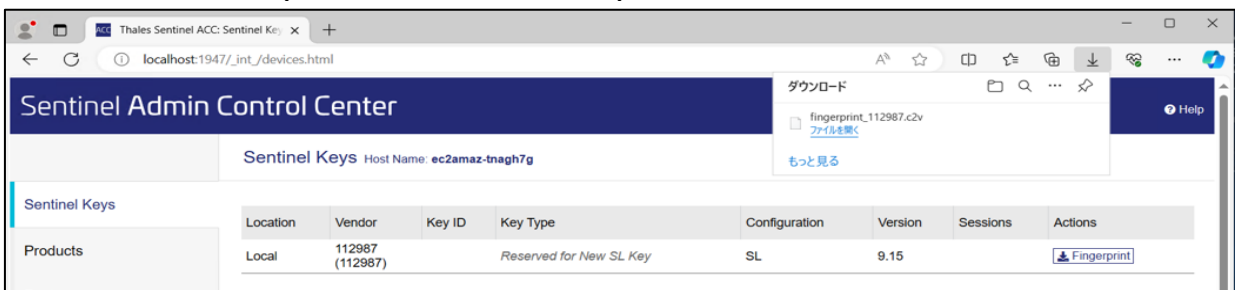 Thales Sentinel ACC: Sentinel Key
localhost:1947/_int_/devices.html
ダウンロード
fingerprint_112987.c2v
ファイルを開く
もっと見る
Sentinel Admin Control Center
Help
Sentinel Keys Host Name: ec2amaz-tnagh7g
Sentinel Keys
Products
Location Vendor Key ID Key Type Configuration Version Sessions Actions
Local 112987 Reserved for New SL Key SL 9.15 Fingerprint
(112987)